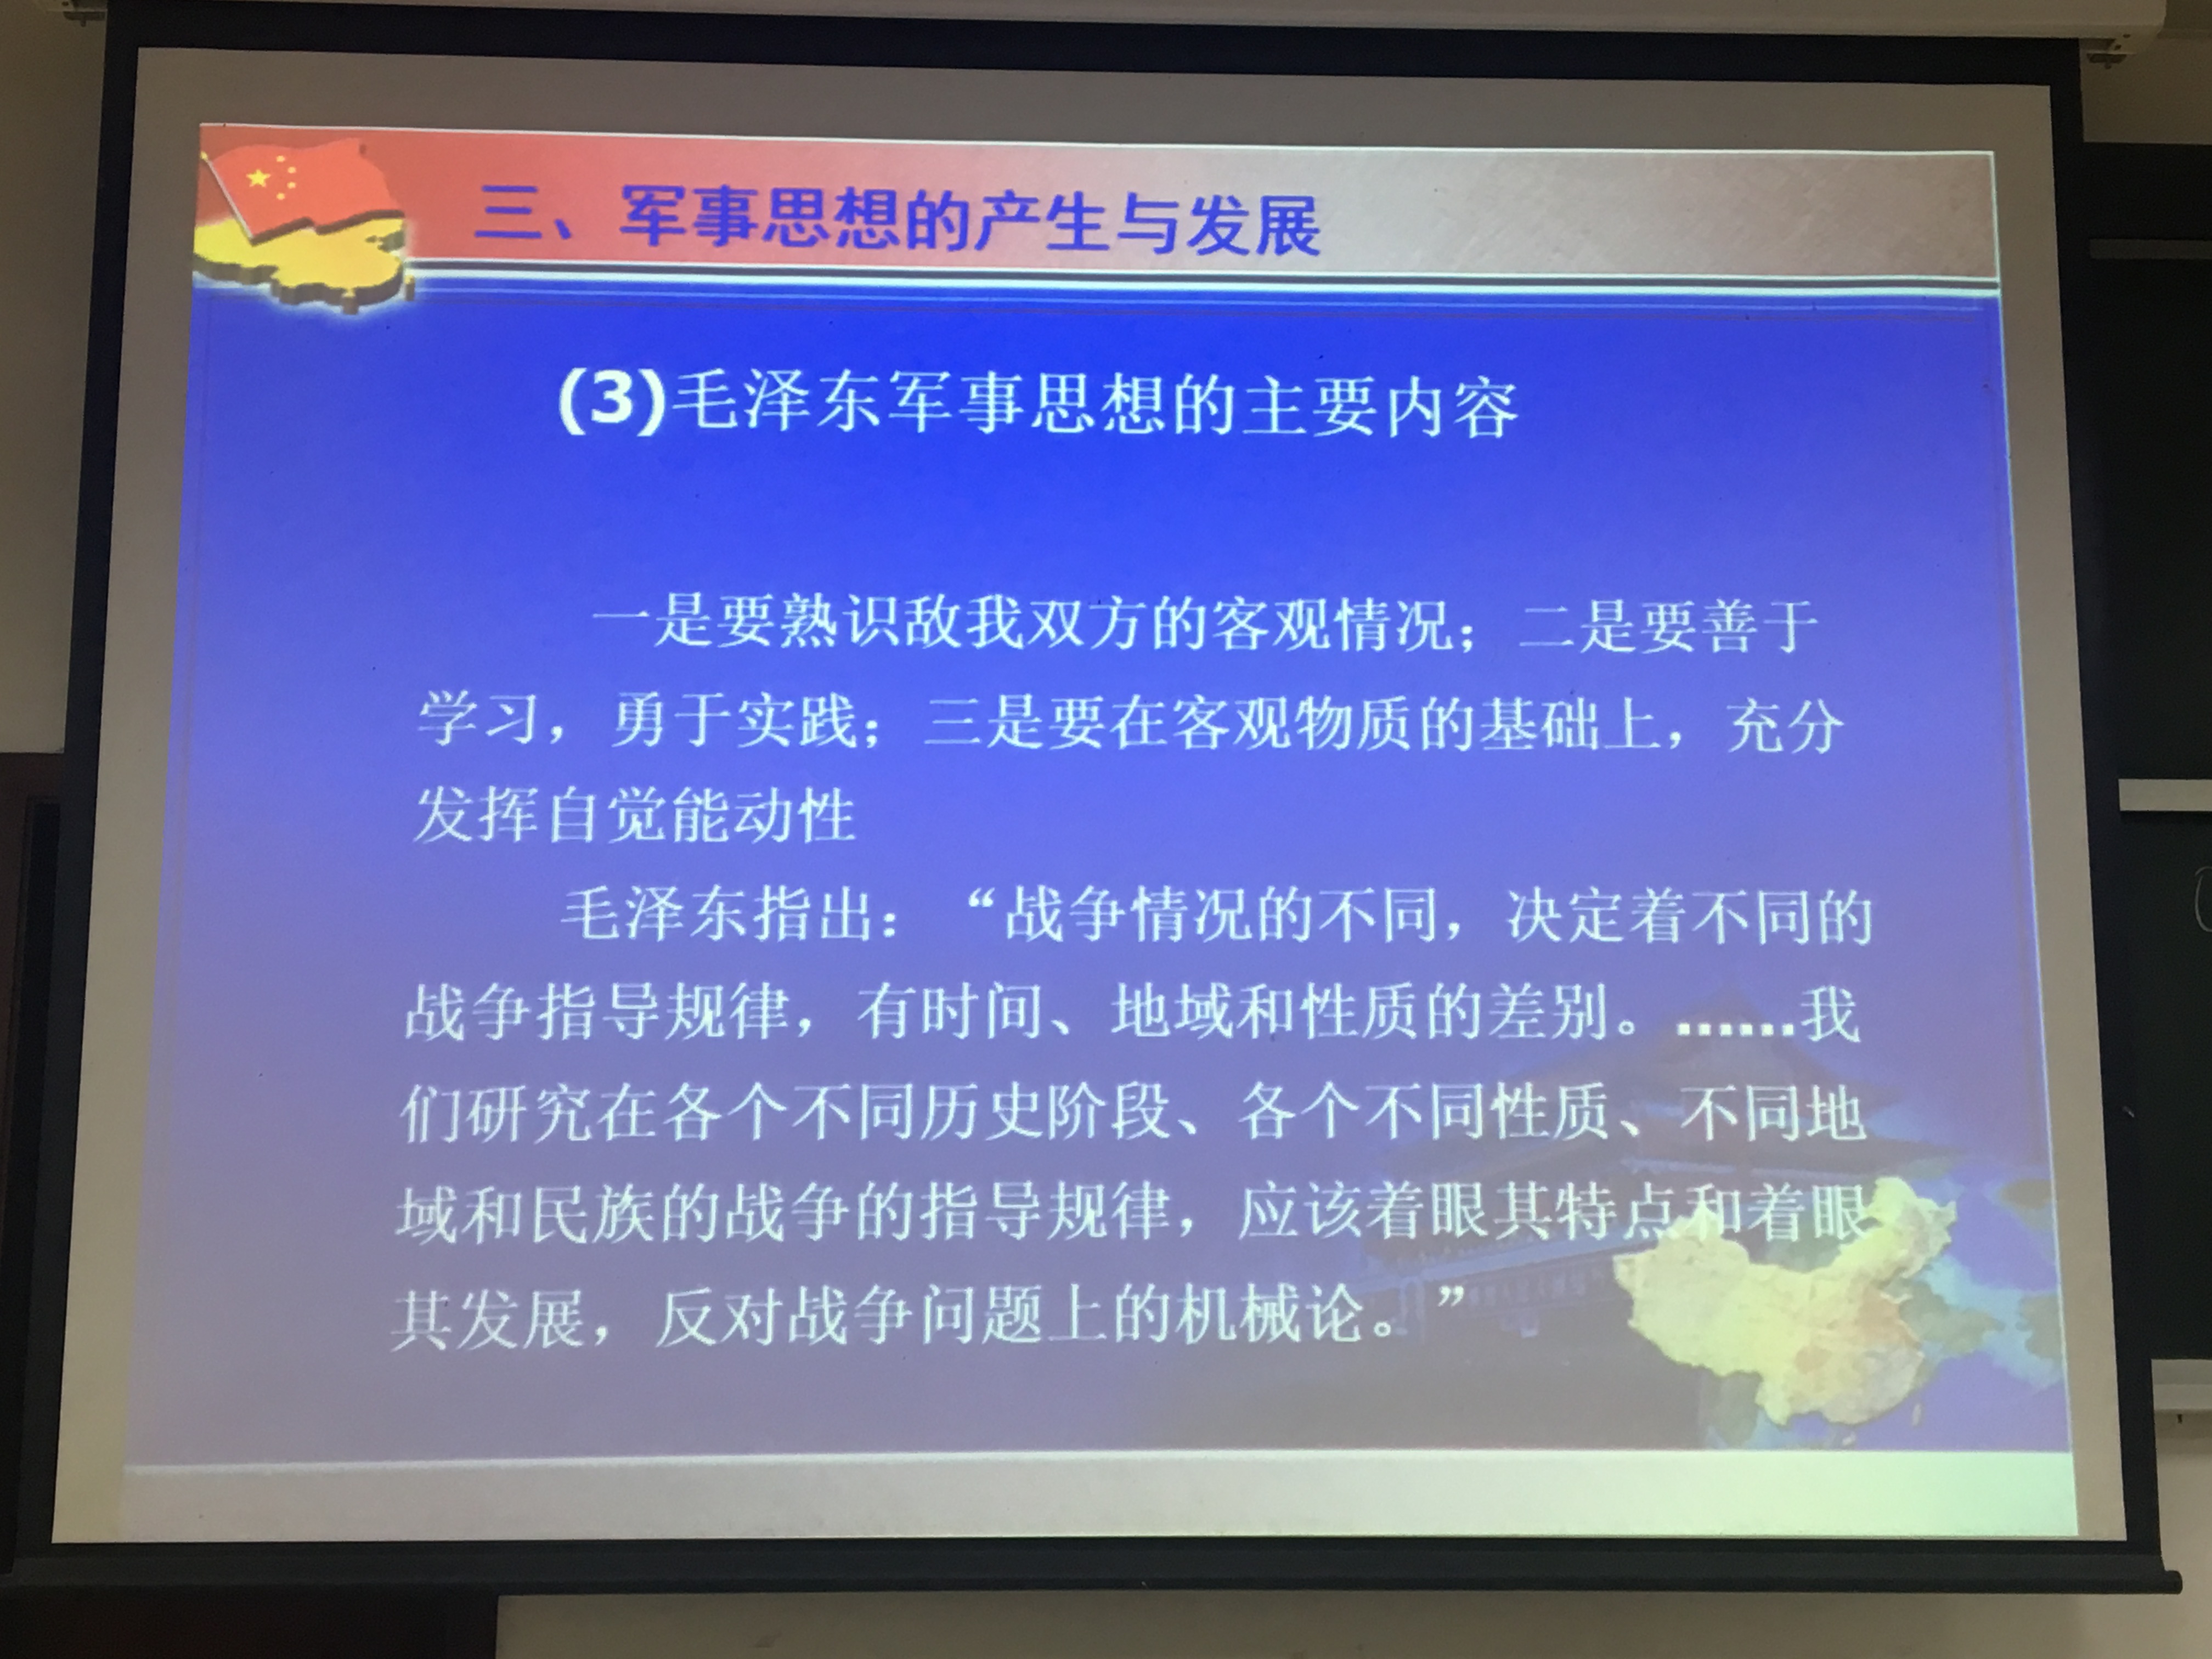 三、军事思想的产生与发展
(3)毛泽东军事思想的主要内容
一是要熟识敌我双方的客观情况；二是要善于
学习，勇于实践；三是要在客观物质的基础上，充分
发挥自觉能动性
毛泽东指出：“战争情况的不同，决定着不同的
战争指导规律，有时间、地域和性质的差别。……我
们研究在各个不同历史阶段、各个不同性质、不同地
域和民族的战争的指导规律，应该着眼其特点和着眼
其发展，反对战争问题上的机械论。”